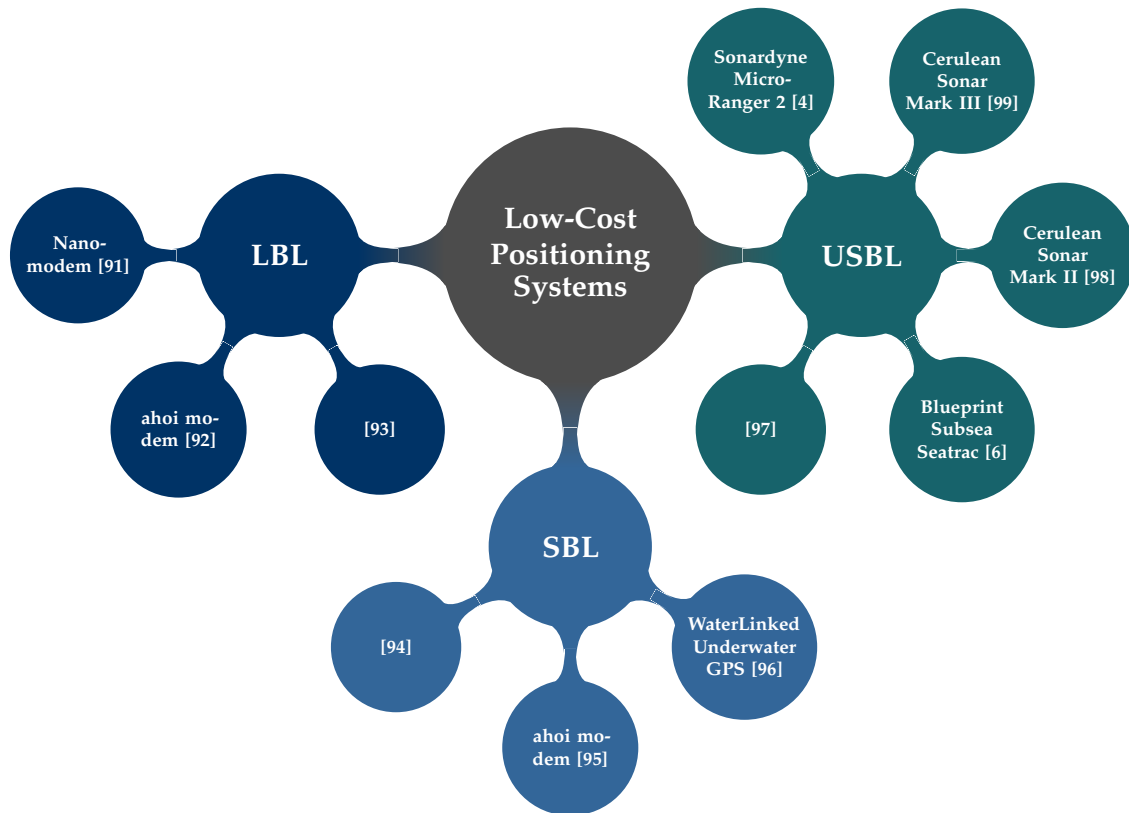 Low-Cost
Positioning
Systems
LBL
Nano-
modem [91]
ahoi mo-
dem [92]
[93]
SBL
[94]
ahoi mo-
dem [95]
WaterLinked
Underwater
GPS [96]
USBL
[97]
Blueprint
Subsea
Seatrac [6]
Cerulean
Sonar
Mark II [98]
Cerulean
Sonar
Mark III [99]
Sonardyne
Micro-
Ranger 2 [4]